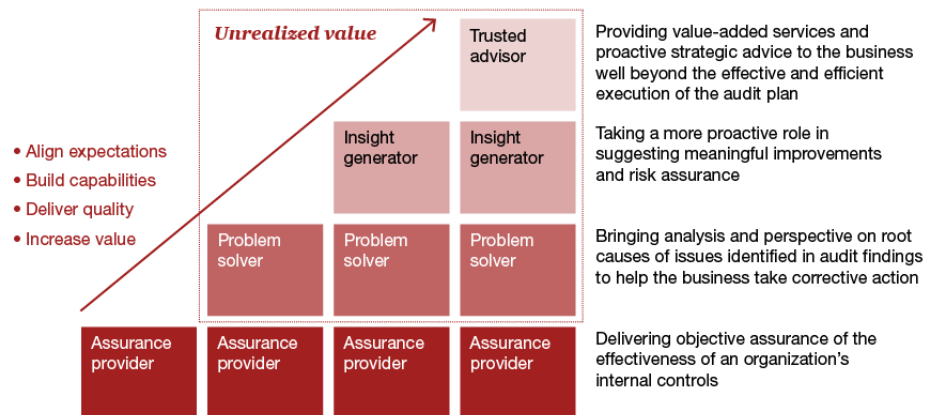 Unrealized value
Trusted
advisor
Providing value-added services and
proactive strategic advice to the business
well beyond the effective and efficient
execution of the audit plan
• Align expectations
• Build capabilities
• Deliver quality
• Increase value
Insight
generator
Insight
generator
Taking a more proactive role in
suggesting meaningful improvements
and risk assurance
Problem
solver
Problem
solver
Problem
solver
Bringing analysis and perspective on root
causes of issues identified in audit findings
to help the business take corrective action
Assurance
provider
Assurance
provider
Assurance
provider
Assurance
provider
Delivering objective assurance of the
effectiveness of an organization’s
internal controls